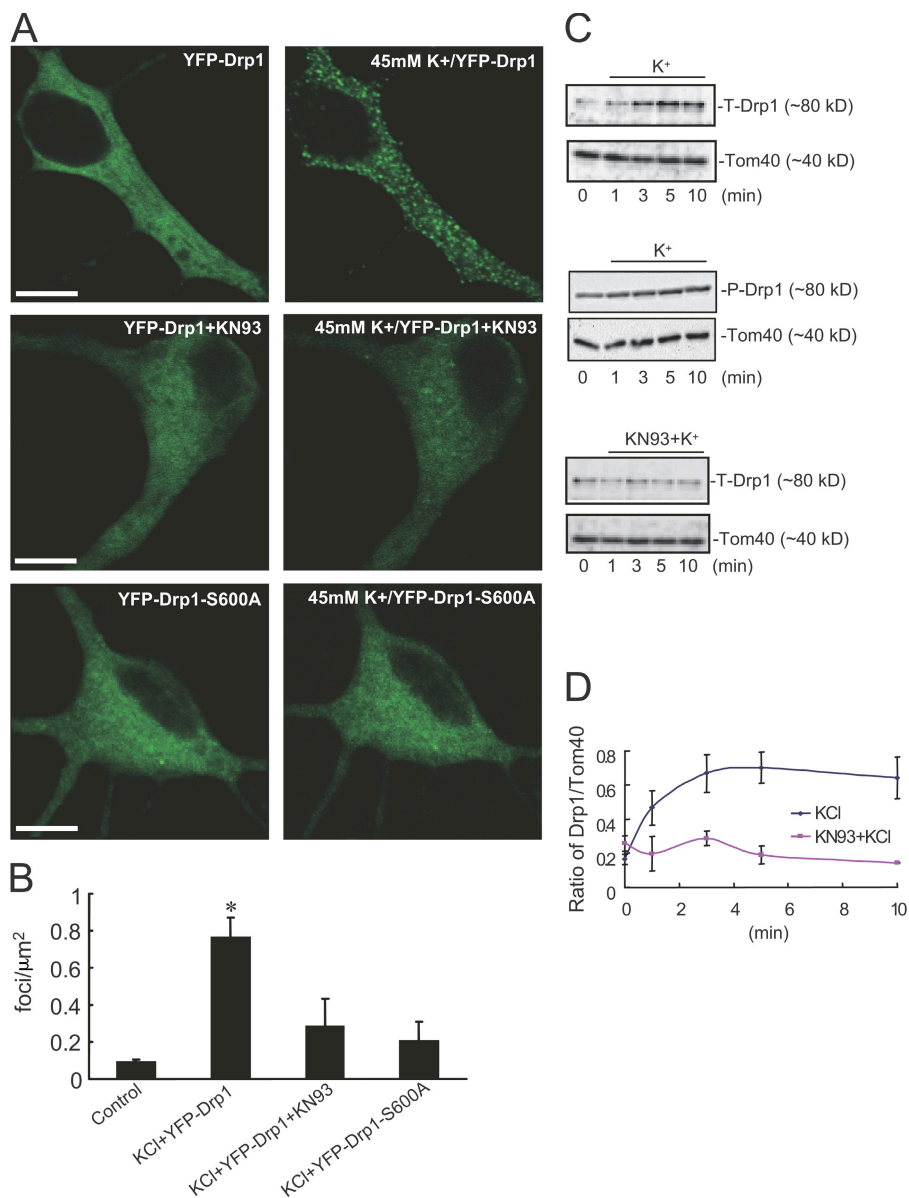 A
YFP-Drp1
45mM K+/YFP-Drp1
YFP-Drp1+KN93
45mM K+/YFP-Drp1+KN93
YFP-Drp1-S600A
45mM K+/YFP-Drp1-S600A
B
foci/μm²
1
0.8
0.6
0.4
0.2
0
*
Control
KCl+YFP-Drp1
KCl+YFP-Drp1+KN93
KCl+YFP-Drp1-S600A
C
K⁺
-T-Drp1 (~80 kD)
-Tom40 (~40 kD)
0 1 3 5 10 (min)
K⁺
-P-Drp1 (~80 kD)
-Tom40 (~40 kD)
0 1 3 5 10 (min)
KN93+K⁺
-T-Drp1 (~80 kD)
-Tom40 (~40 kD)
0 1 3 5 10 (min)
D
Ratio of Drp1/Tom40
0.8
0.6
0.4
0.2
0
KCl
KN93+KCl
0 2 4 6 8 10
(min)